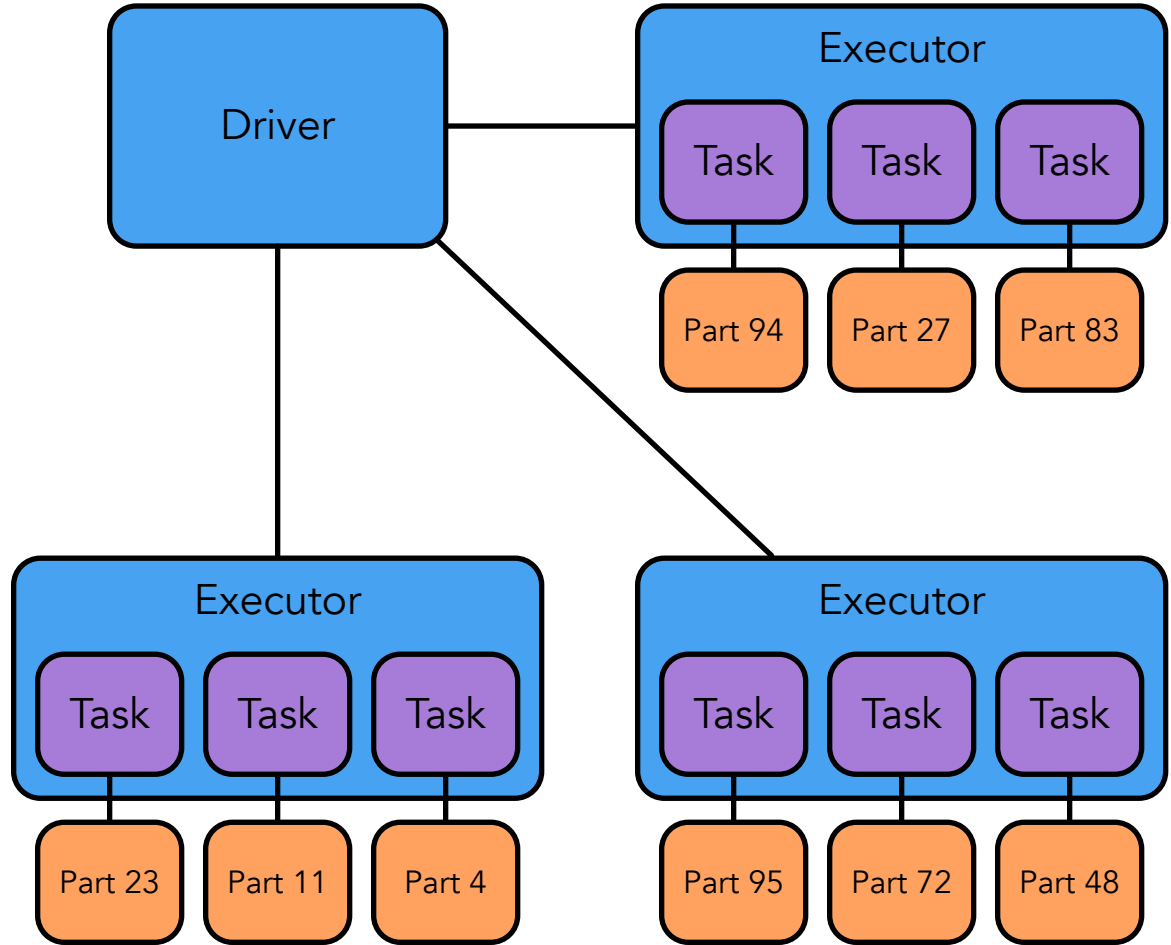 Driver
Executor
Task
Task
Task
Part 94
Part 27
Part 83
Executor
Task
Task
Task
Part 23
Part 11
Part 4
Executor
Task
Task
Task
Part 95
Part 72
Part 48